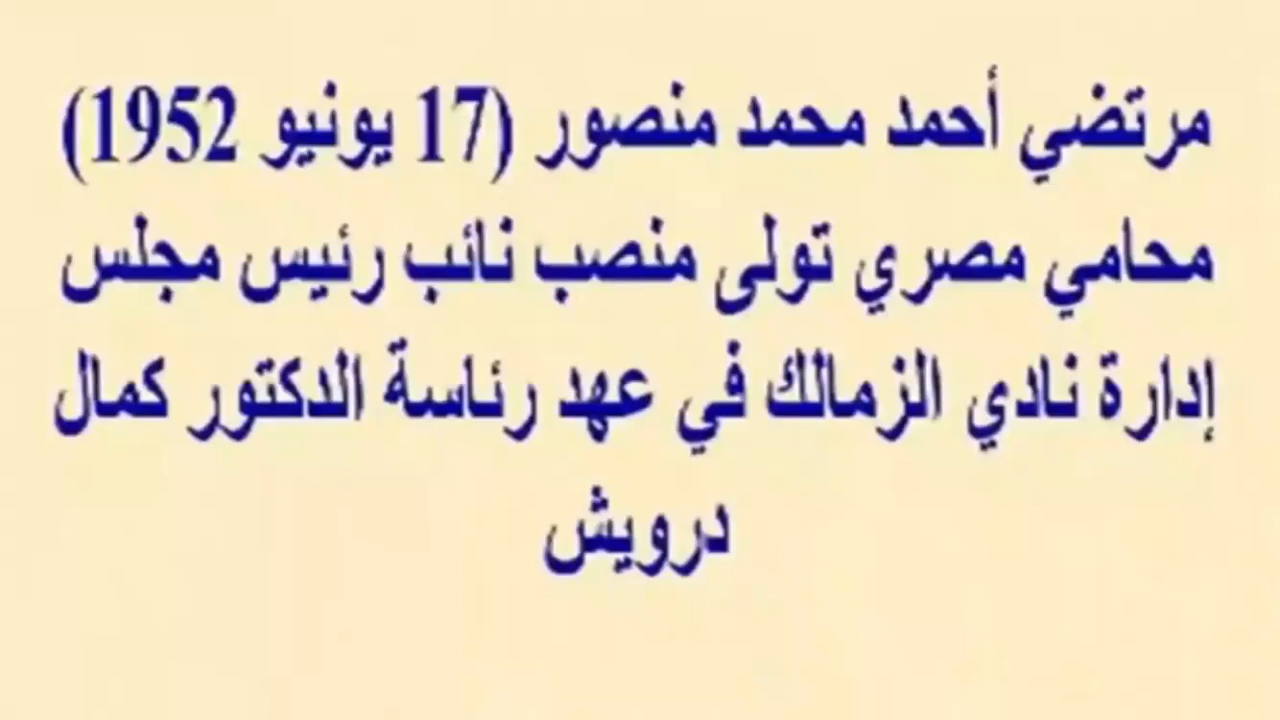 مرتضي أحمد محمد منصور (17 يونيو 1952)
محامي مصري تولى منصب نائب رئيس مجلس
إدارة نادي الزمالك في عهد رئاسة الدكتور كمال
درويش